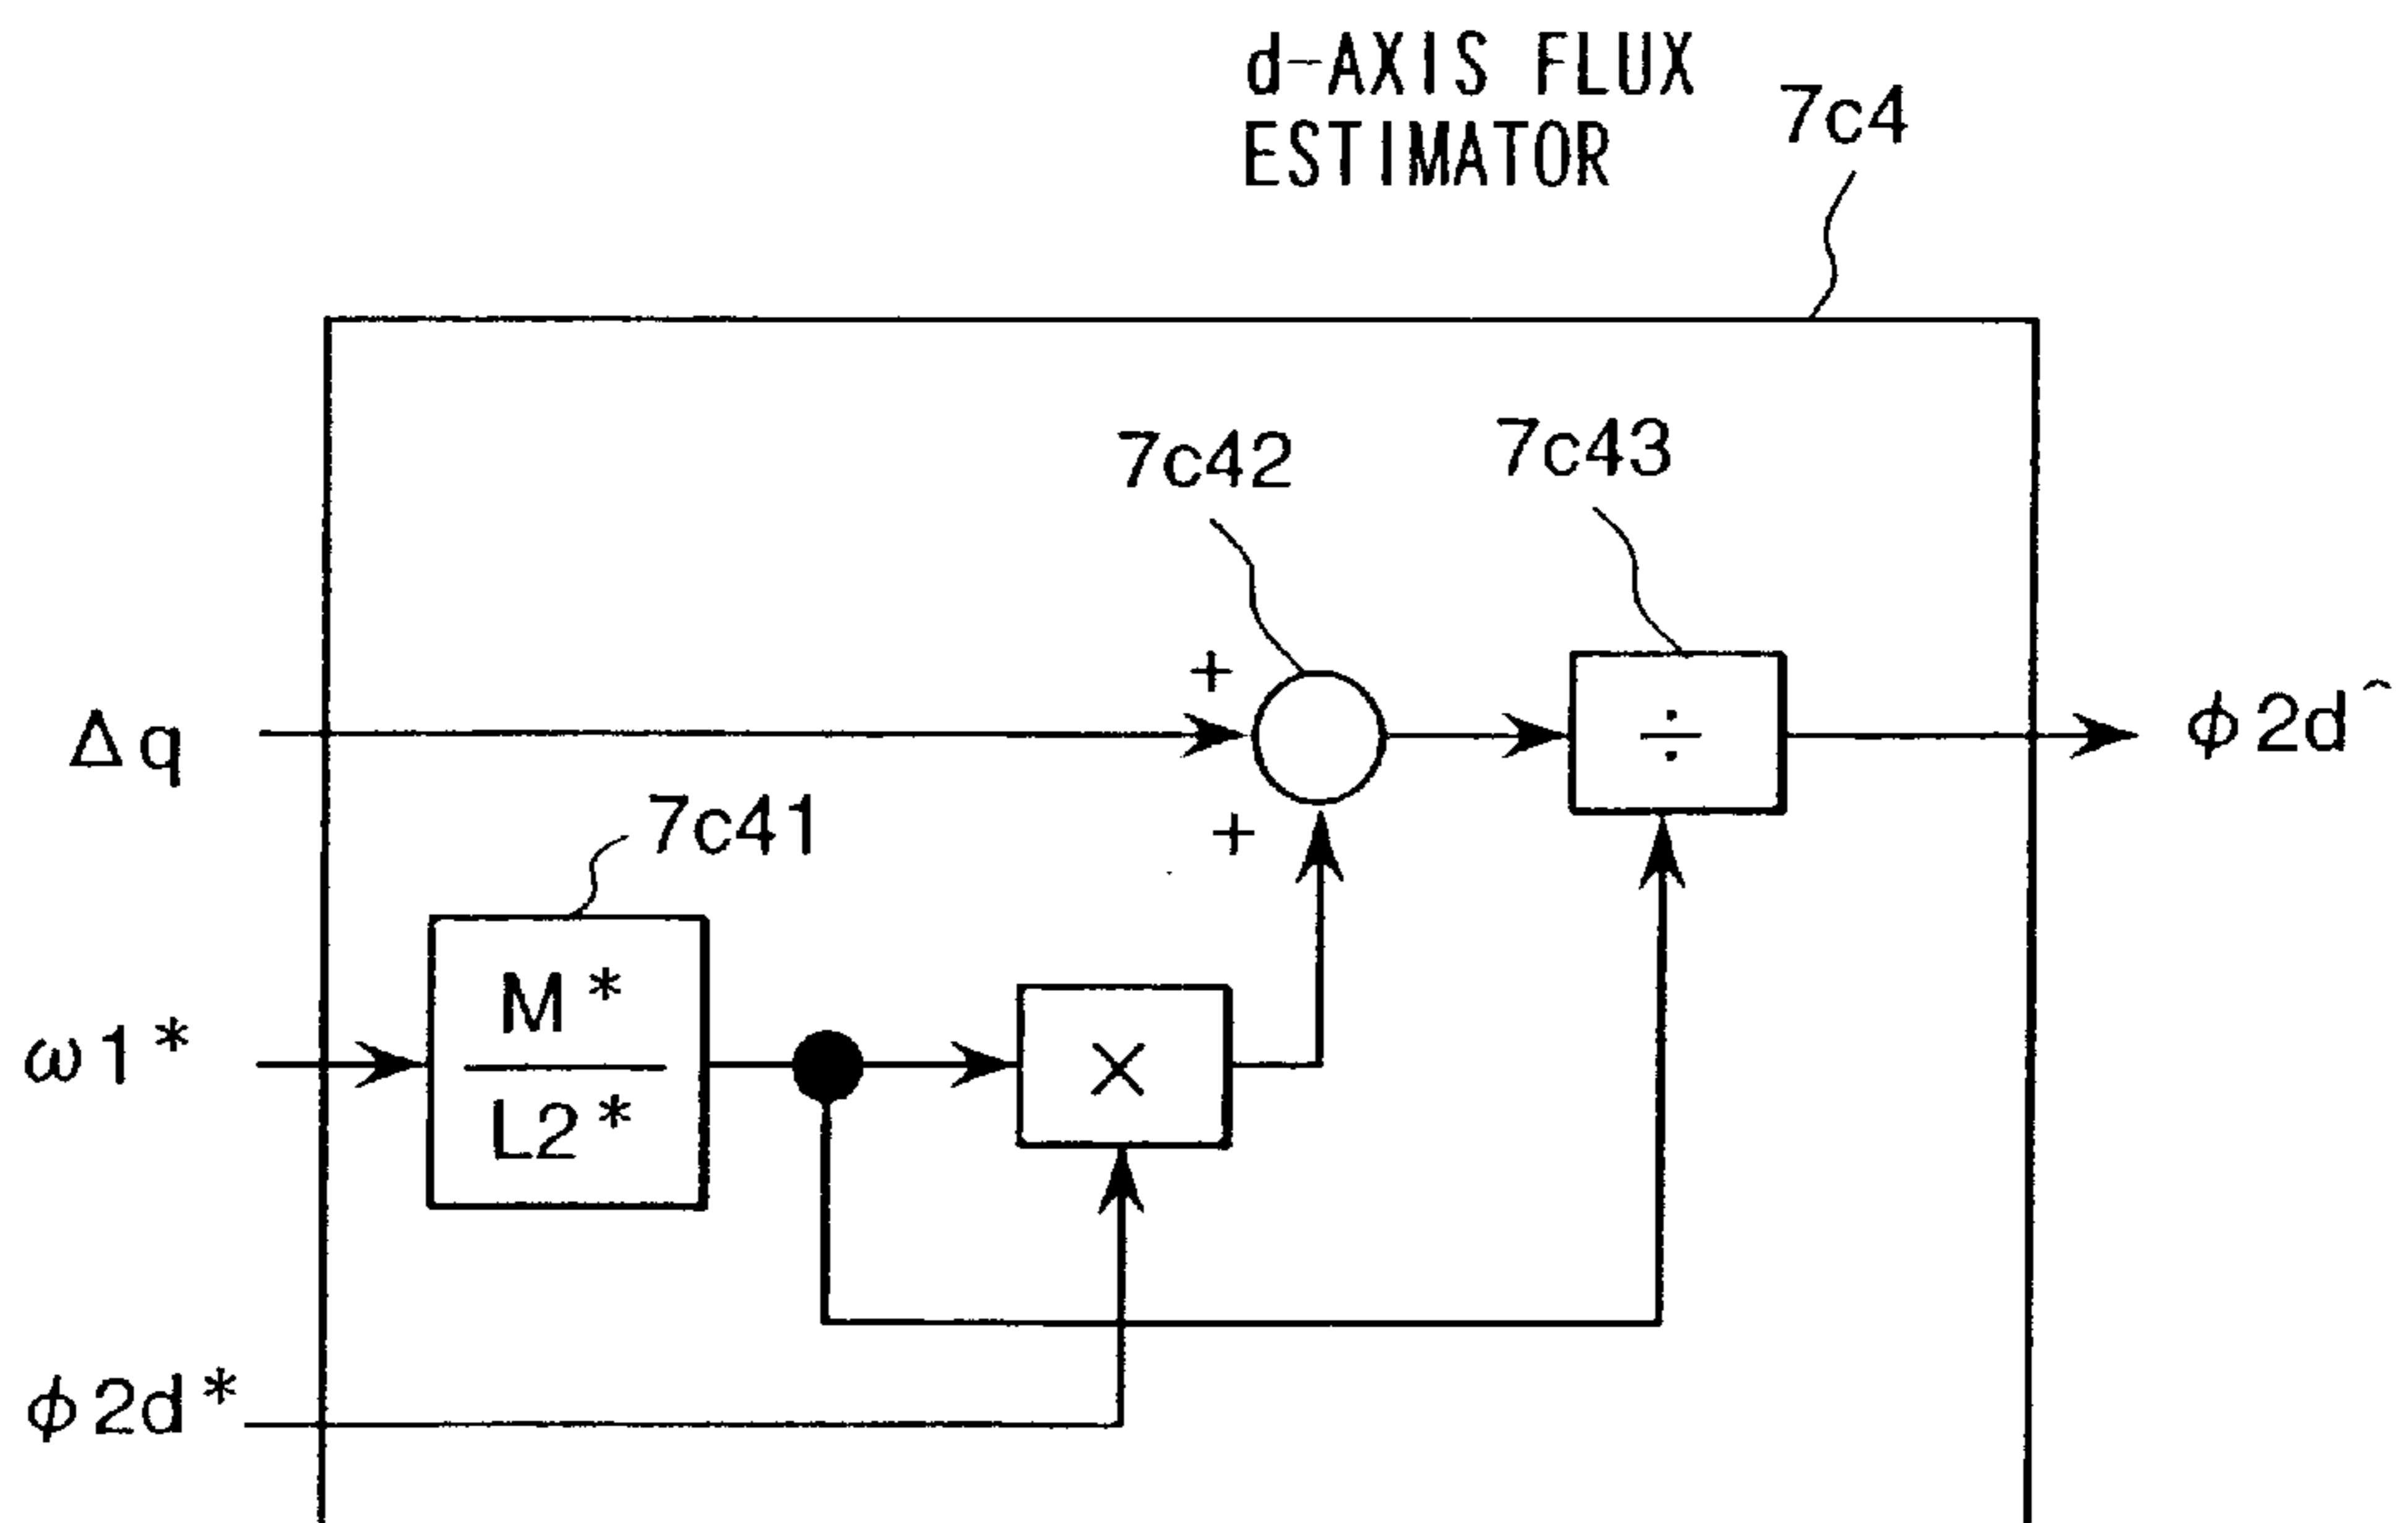 d-AXIS FLUX
ESTIMATOR
7c4
7c42
7c43
+
Δq
÷
φ2d^
7c41
+
M*
L2*
ω1*
×
φ2d*